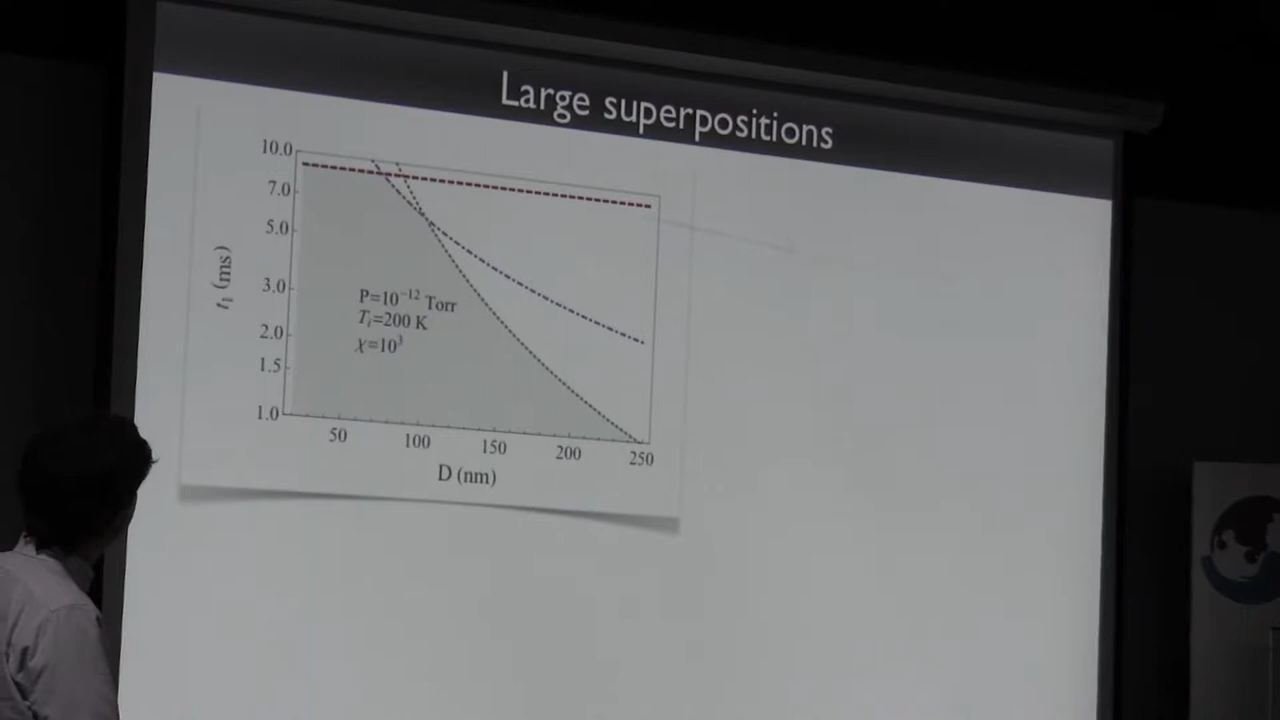 Large superpositions
10.0
7.0
5.0
3.0
2.0
1.5
1.0
t₁ (ms)
P=10⁻¹² Torr
Tᵢ=200 K
χ=10³
50 100 150 200 250
D (nm)